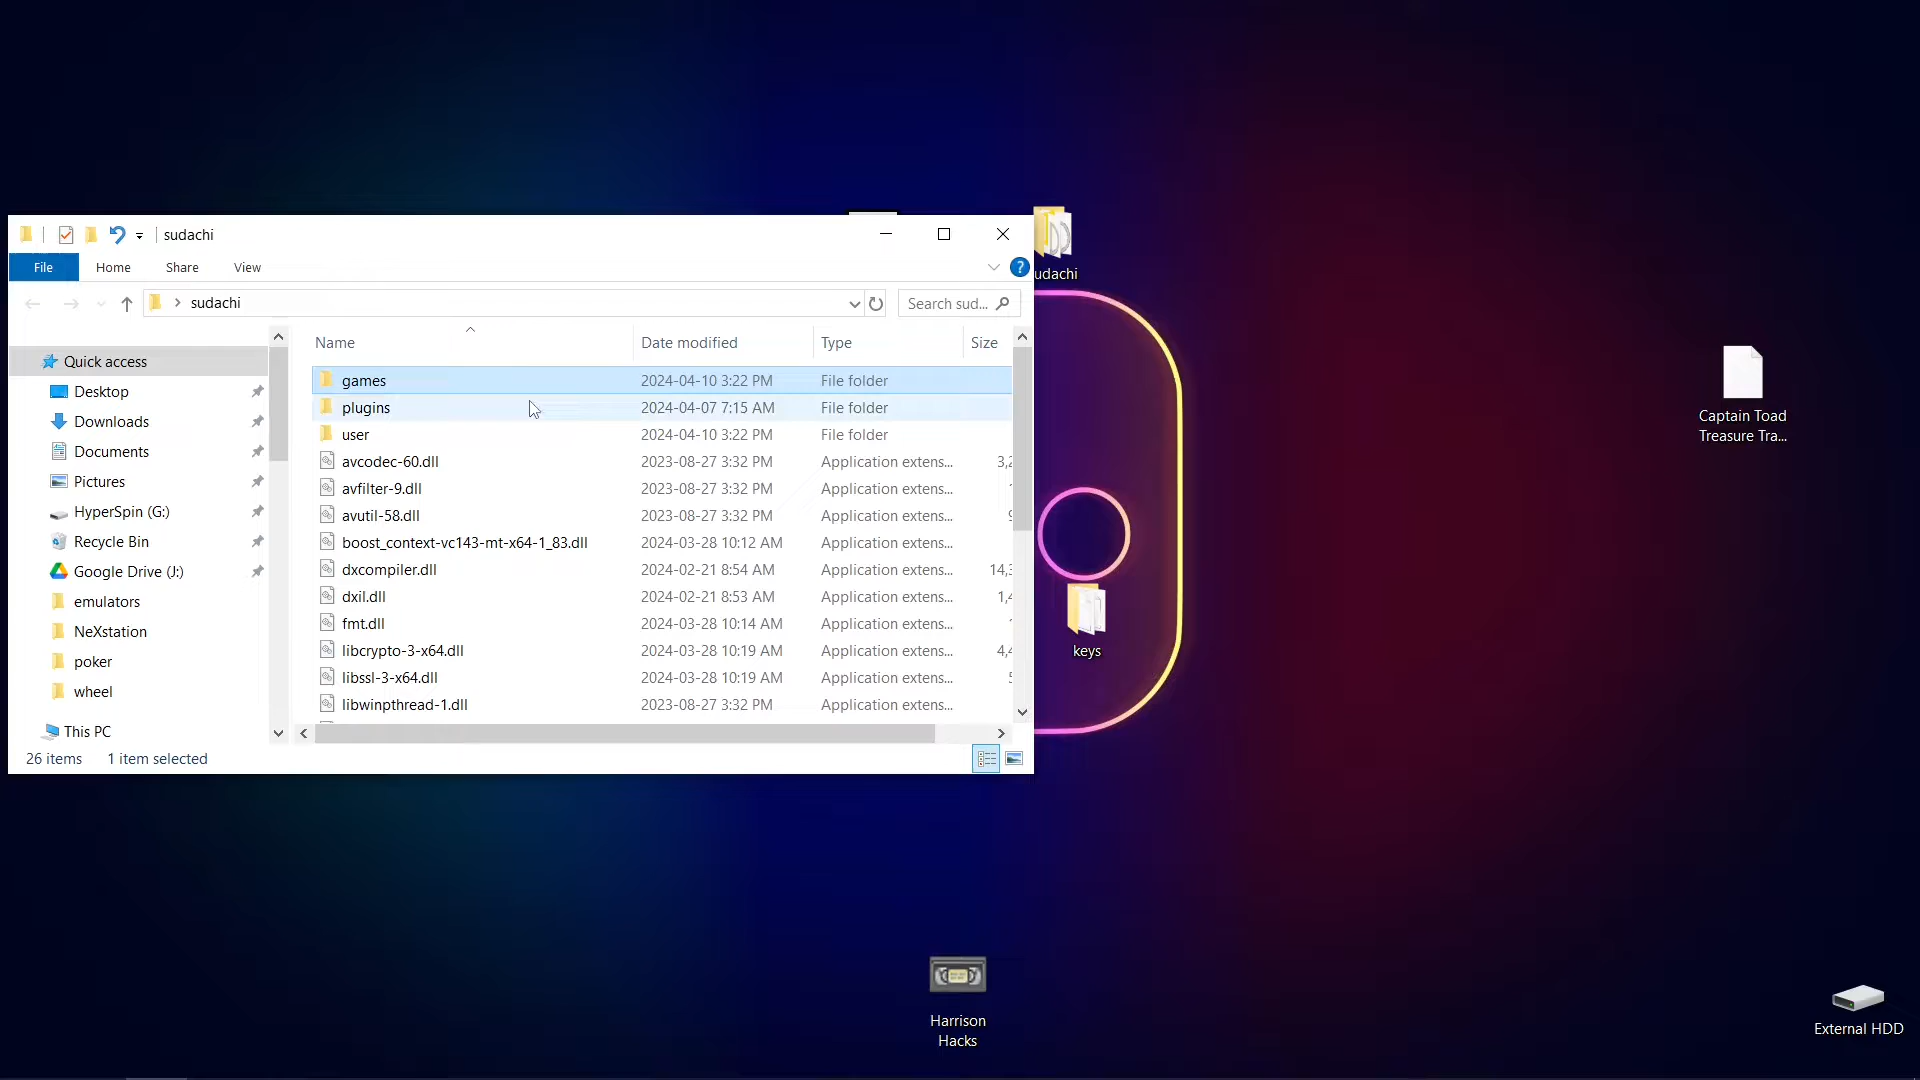 sudachi
File Home Share View
sudachi
Search sud...
Quick access
Desktop
Downloads
Documents
Pictures
HyperSpin (G:)
Recycle Bin
Google Drive (J:)
emulators
NeXstation
poker
wheel
This PC
Name Date modified Type Size
games 2024-04-10 3:22 PM File folder
plugins 2024-04-07 7:15 AM File folder
user 2024-04-10 3:22 PM File folder
avcodec-60.dll 2023-08-27 3:32 PM Application extens... 3,2
avfilter-9.dll 2023-08-27 3:32 PM Application extens...
avutil-58.dll 2023-08-27 3:32 PM Application extens... 9
boost_context-vc143-mt-x64-1_83.dll 2024-03-28 10:12 AM Application extens...
dxcompiler.dll 2024-02-21 8:54 AM Application extens... 14,3
dxil.dll 2024-02-21 8:53 AM Application extens... 1,4
fmt.dll 2024-03-28 10:14 AM Application extens...
libcrypto-3-x64.dll 2024-03-28 10:19 AM Application extens... 4,4
libssl-3-x64.dll 2024-03-28 10:19 AM Application extens...
libwinpthread-1.dll 2023-08-27 3:32 PM Application extens...
26 items 1 item selected
udachi
keys
Captain Toad
Treasure Tra...
Harrison
Hacks
External HDD